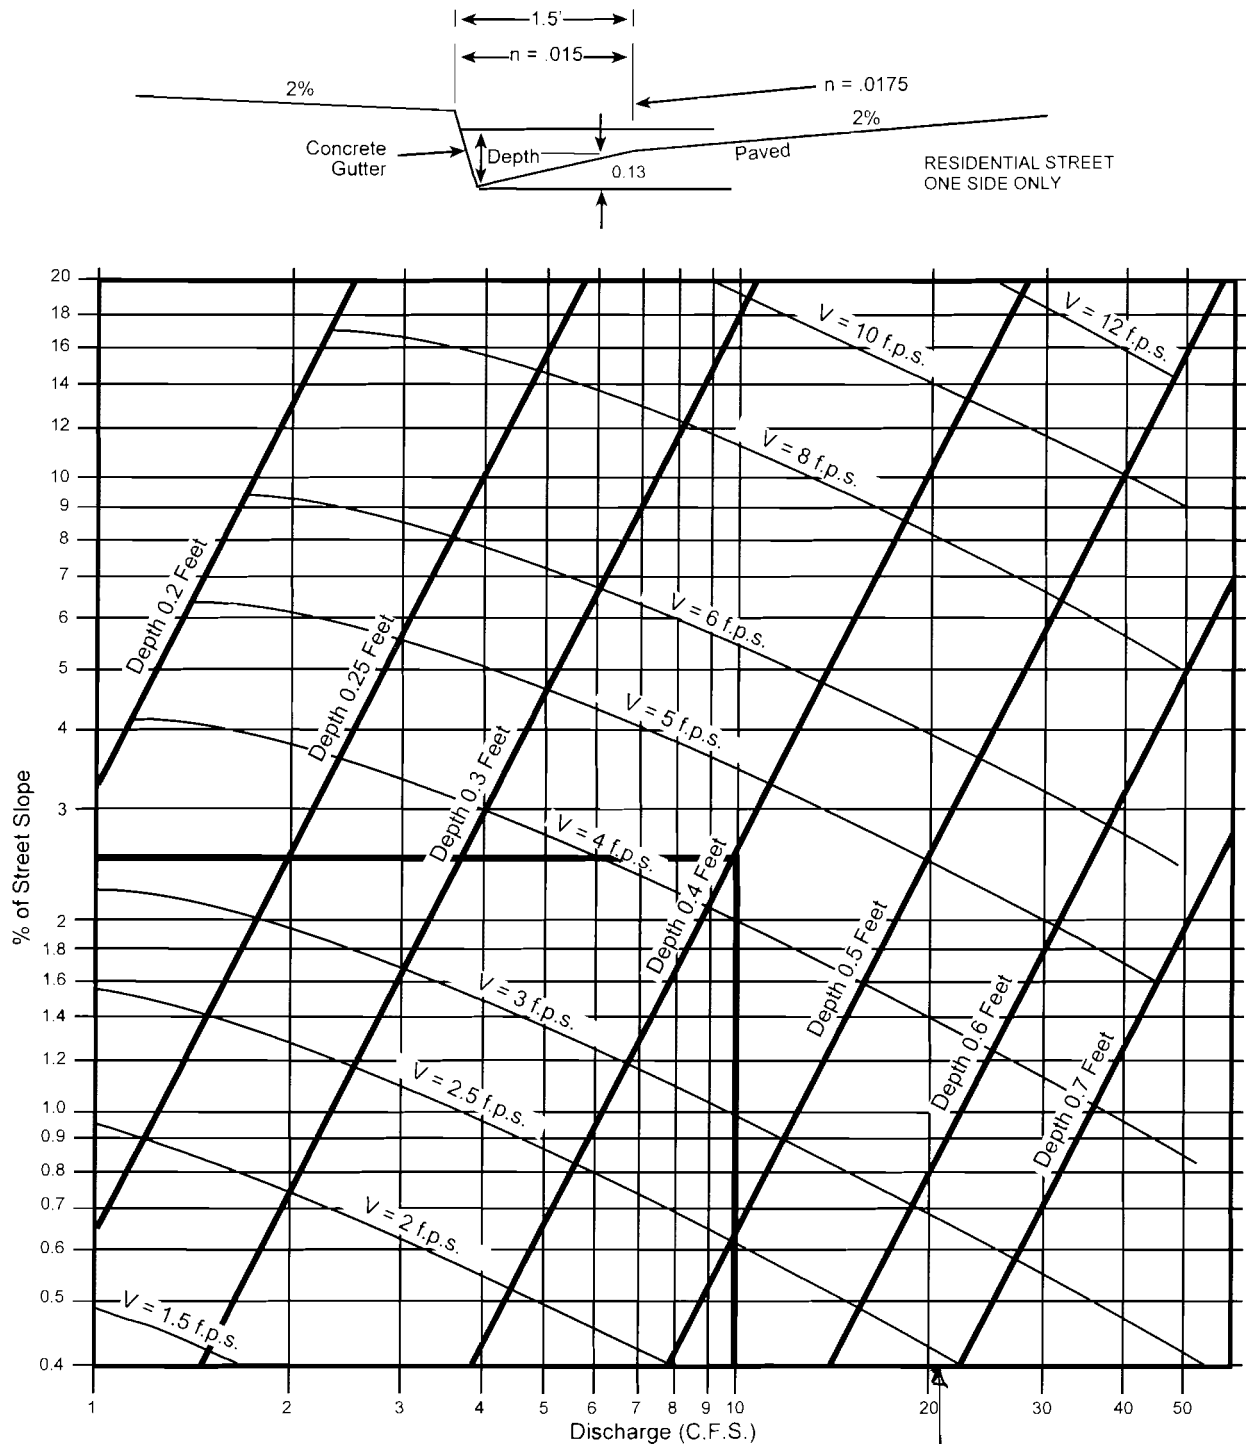 1.5'
n = .015
n = .0175
2%
2%
Concrete
Gutter
Depth
0.13
Paved
RESIDENTIAL STREET
ONE SIDE ONLY
20
18
16
14
12
10
9
8
7
6
5
4
3
2
1.8
1.6
1.4
1.2
1.0
0.9
0.8
0.7
0.6
0.5
0.4
% of Street Slope
V = 10 f.p.s.
V = 12 f.p.s.
V = 8 f.p.s.
V = 6 f.p.s.
V = 5 f.p.s.
V = 4 f.p.s.
V = 3 f.p.s.
V = 2.5 f.p.s.
V = 2 f.p.s.
V = 1.5 f.p.s.
Depth 0.2 Feet
Depth 0.25 Feet
Depth 0.3 Feet
Depth 0.4 Feet
Depth 0.5 Feet
Depth 0.6 Feet
Depth 0.7 Feet
1
2
3
4
5
6
7
8
9
10
20
30
40
50
Discharge (C.F.S.)